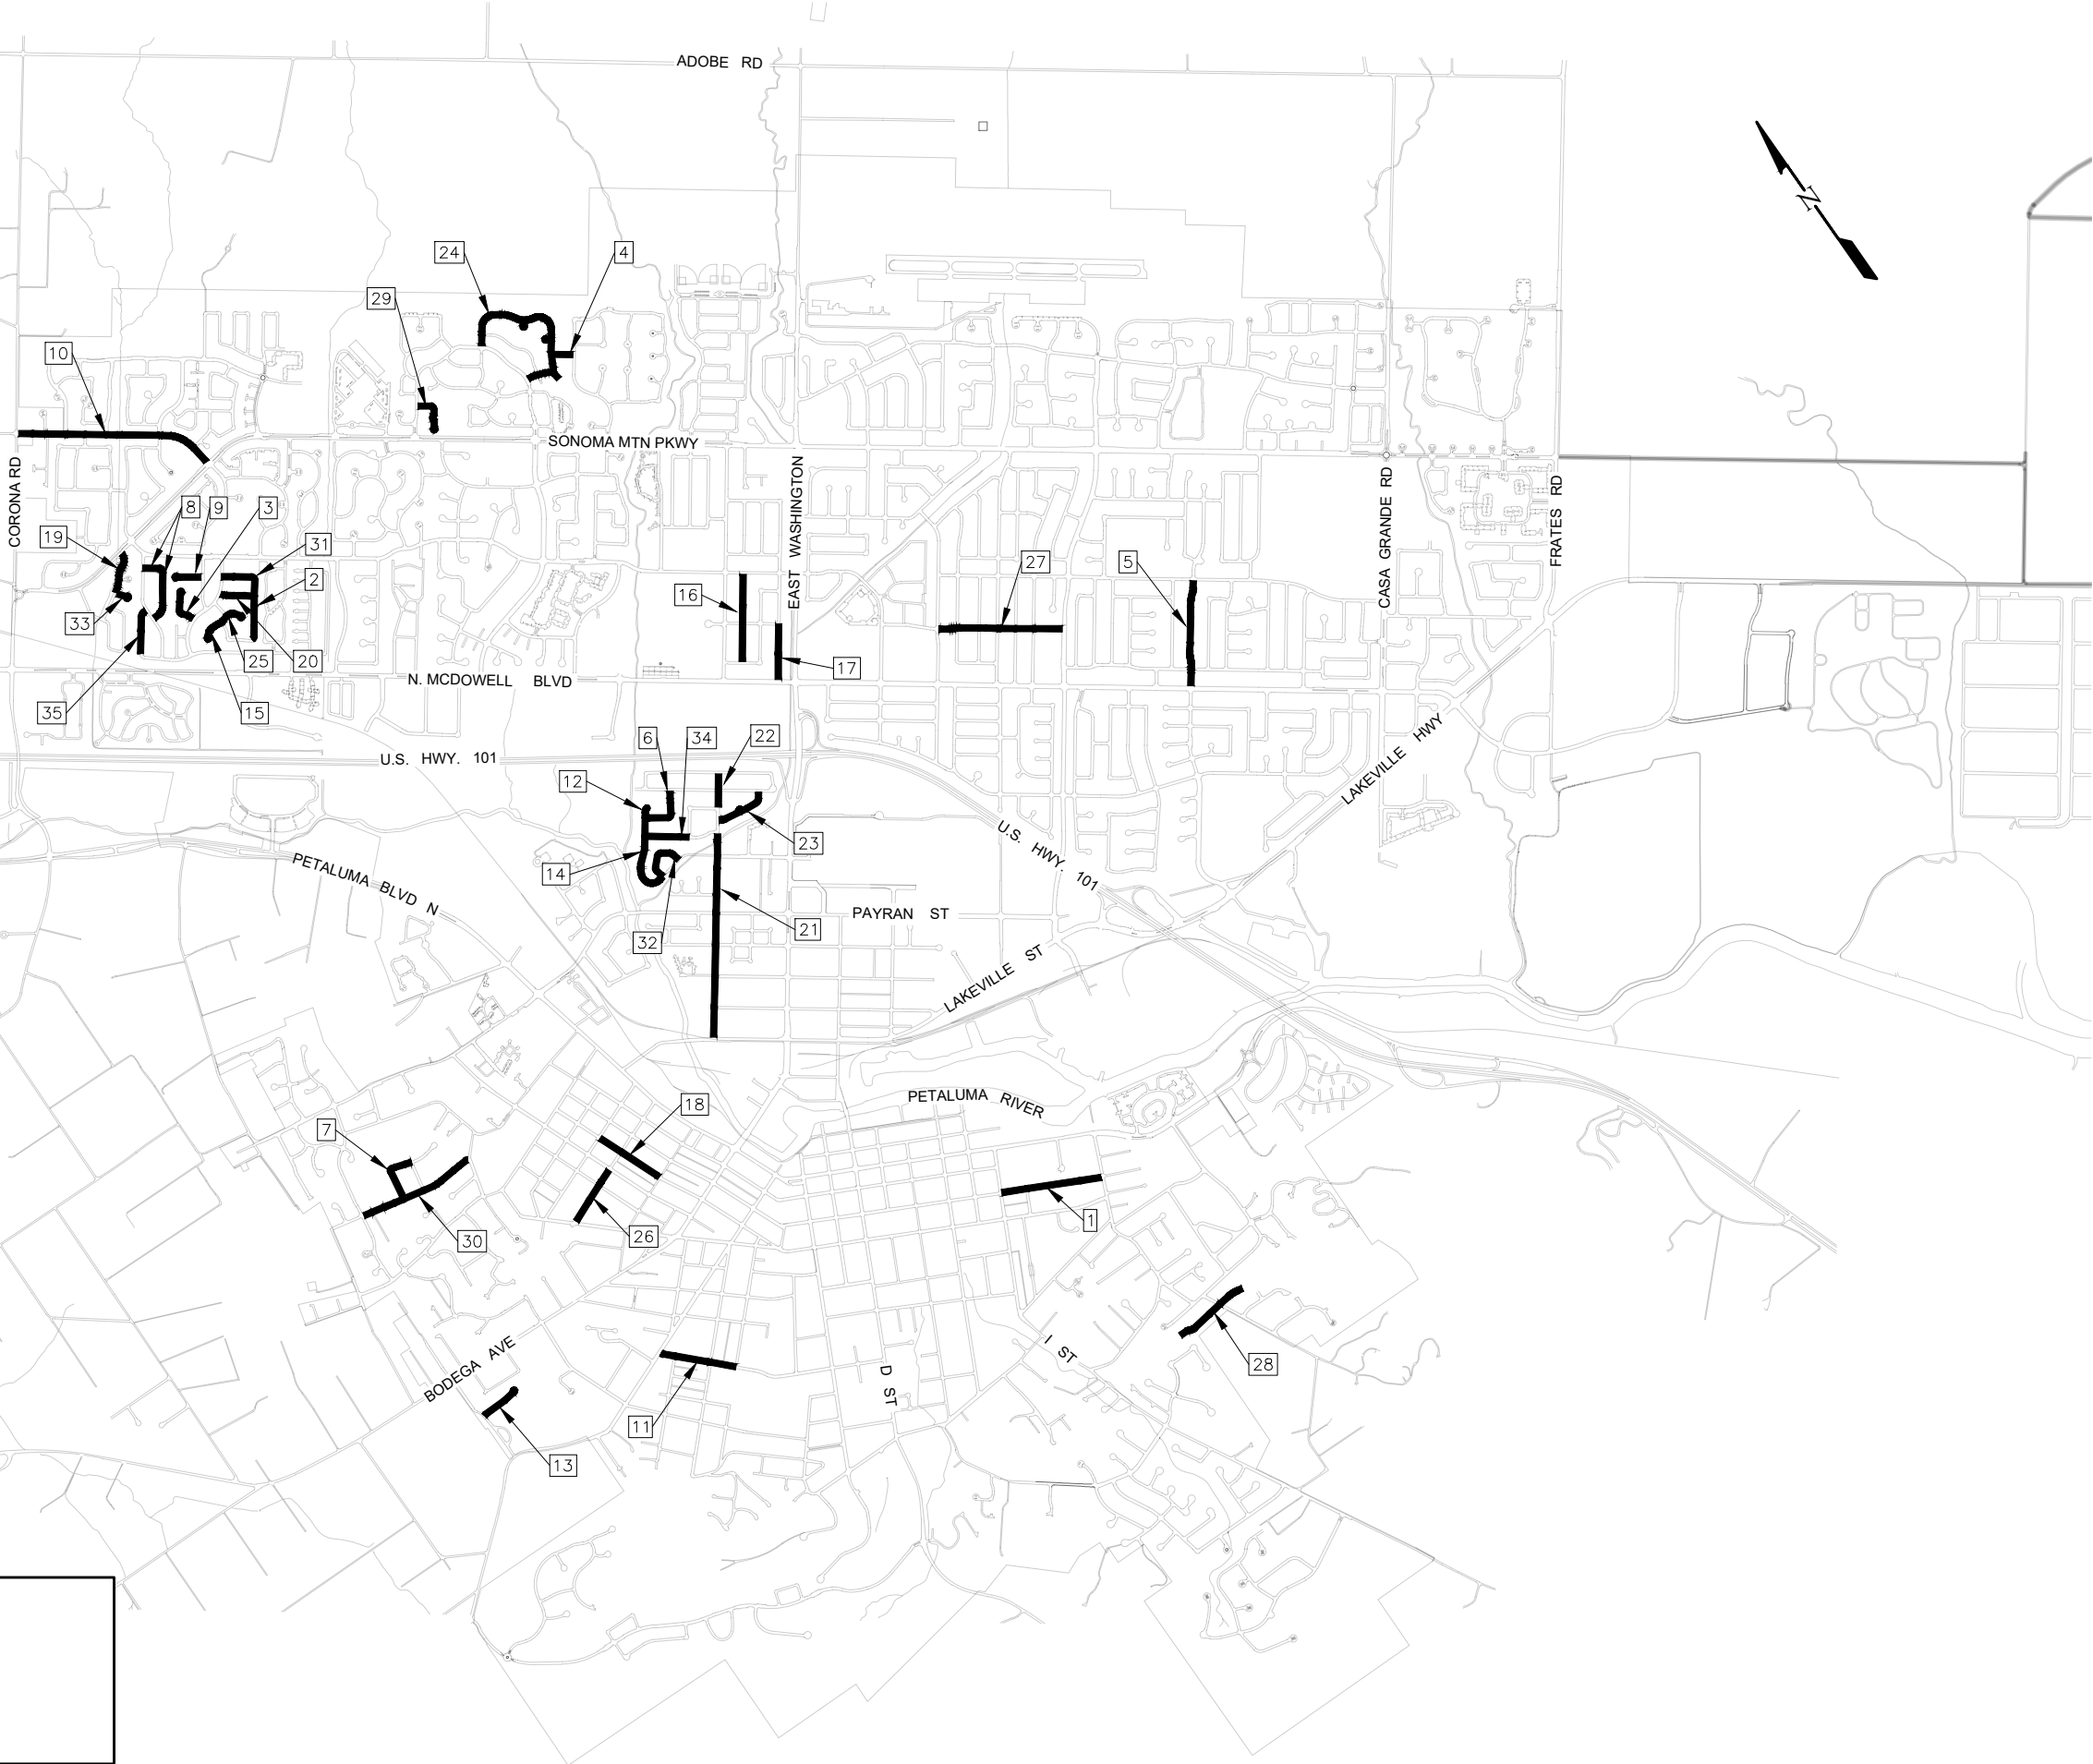 ADOBE RD
N
24
4
29
10
SONOMA MTN PKWY
CORONA RD
EAST WASHINGTON
CASA GRANDE RD
FRATES RD
8
9
3
19
31
2
27
5
16
33
25
20
17
N. MCDOWELL BLVD
35
15
6
34
22
U.S. HWY. 101
12
LAKEVILLE HWY
23
U.S. HWY. 101
14
PETALUMA BLVD N
PAYRAN ST
21
32
LAKEVILLE ST
PETALUMA RIVER
18
7
1
26
30
I ST
28
BODEGA AVE
D ST
11
13